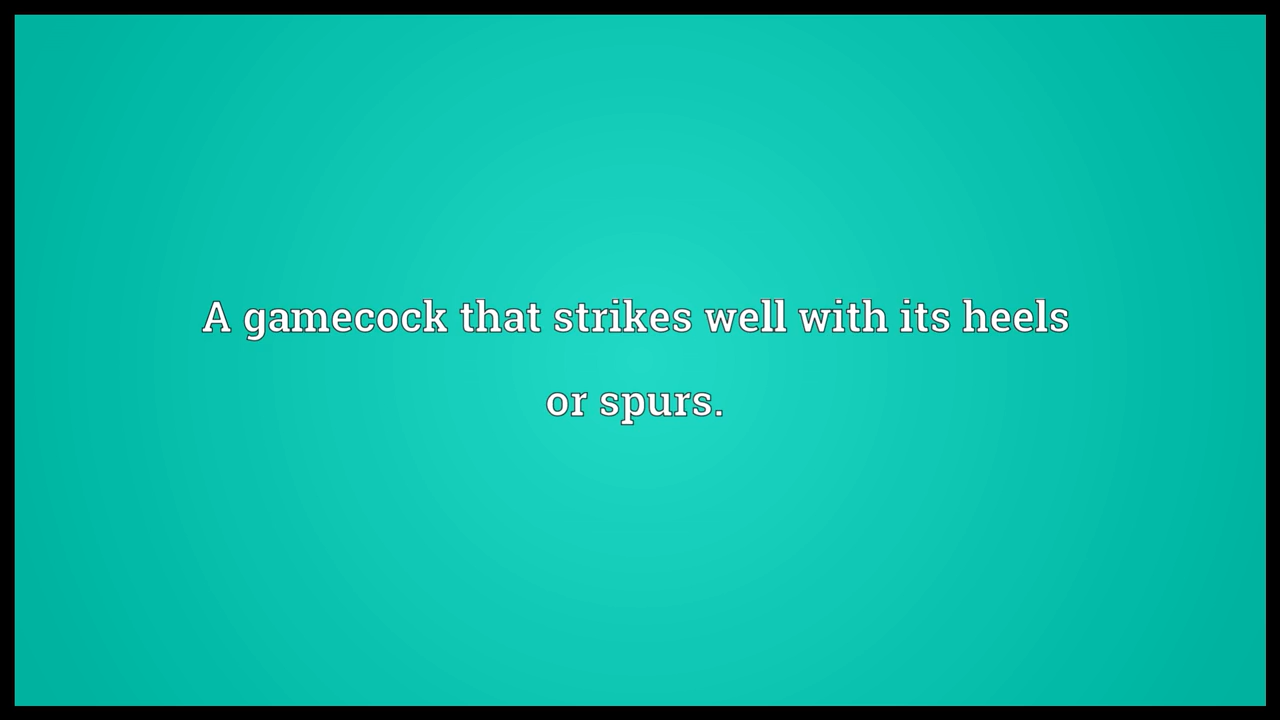 A gamecock that strikes well with its heels
or spurs.